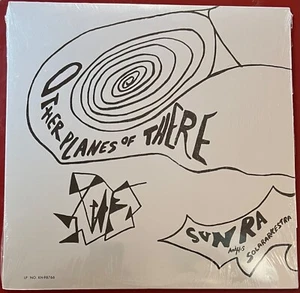 OTHER PLANES OF THERE
SUN RA
AND HIS
SOLAR ARKESTRA